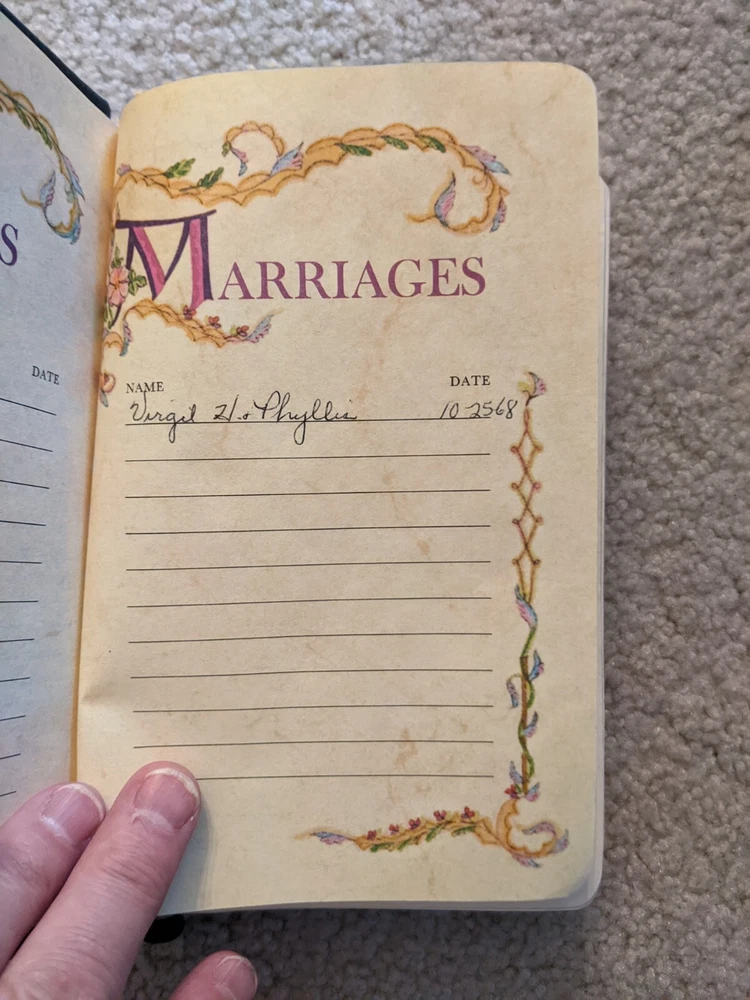 S
DATE
MARRIAGES
NAME DATE
Virgil H. & Phyllis 10-2568